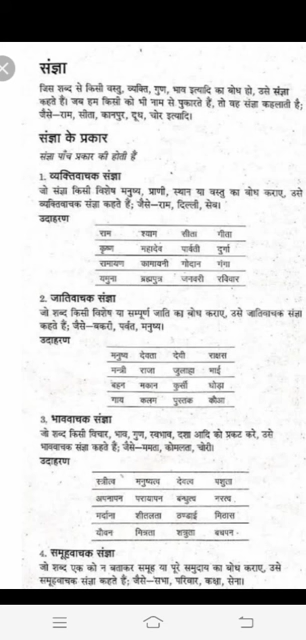 संज्ञा
जिस शब्द से किसी वस्तु, व्यक्ति, गुण, भाव इत्यादि का बोध हो, उसे संज्ञा
कहते हैं। जब हम किसी को भी नाम से पुकारते हैं, तो वह संज्ञा कहलाती है;
जैसे—राम, सीता, कानपुर, दूध, चोर इत्यादि।
संज्ञा के प्रकार
संज्ञा पाँच प्रकार की होती हैं
1. व्यक्तिवाचक संज्ञा
जो संज्ञा किसी विशेष मनुष्य, प्राणी, स्थान या वस्तु का बोध कराए, उसे
व्यक्तिवाचक संज्ञा कहते हैं; जैसे—राम, दिल्ली, सेब।
उदाहरण
राम श्याम सीता गीता
कृष्ण महादेव पार्वती दुर्गा
रामायण कामायनी गोदान गंगा
यमुना ब्रह्मपुत्र जनवरी रविवार
2. जातिवाचक संज्ञा
जो शब्द किसी विशेष या सम्पूर्ण जाति का बोध कराए, उसे जातिवाचक संज्ञा
कहते हैं; जैसे—बकरी, पर्वत, मनुष्य।
उदाहरण
मनुष्य देवता देवी राक्षस
मन्त्री राजा जुलाहा भाई
बहन मकान कुर्सी घोड़ा
गाय कलम पुस्तक कौआ
3. भाववाचक संज्ञा
जो शब्द किसी विचार, भाव, गुण, स्वभाव, दशा आदि को प्रकट करे, उसे
भाववाचक संज्ञा कहते हैं; जैसे—ममता, कोमलता, चोरी।
उदाहरण
स्त्रीत्व मनुष्यत्व देवत्व पशुता
अपनापन परायापन बन्धुत्व नरत्व
मर्दाना शीतलता ठण्डाई मिठास
यौवन मित्रता शत्रुता बचपन
4. समूहवाचक संज्ञा
जो शब्द एक को न बताकर समूह या पूरे समुदाय का बोध कराए, उसे
समूहवाचक संज्ञा कहते हैं; जैसे—सभा, परिवार, कक्षा, सेना।